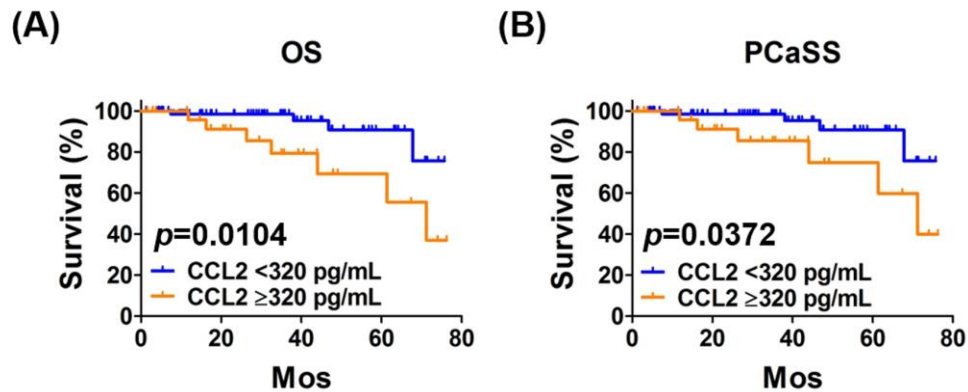 (A)
OS
Survival (%)
100
80
60
40
20
0
p=0.0104
CCL2 <320 pg/mL
CCL2 ≥320 pg/mL
0 20 40 60 80
Mos
(B)
PCaSS
Survival (%)
100
80
60
40
20
0
p=0.0372
CCL2 <320 pg/mL
CCL2 ≥320 pg/mL
0 20 40 60 80
Mos